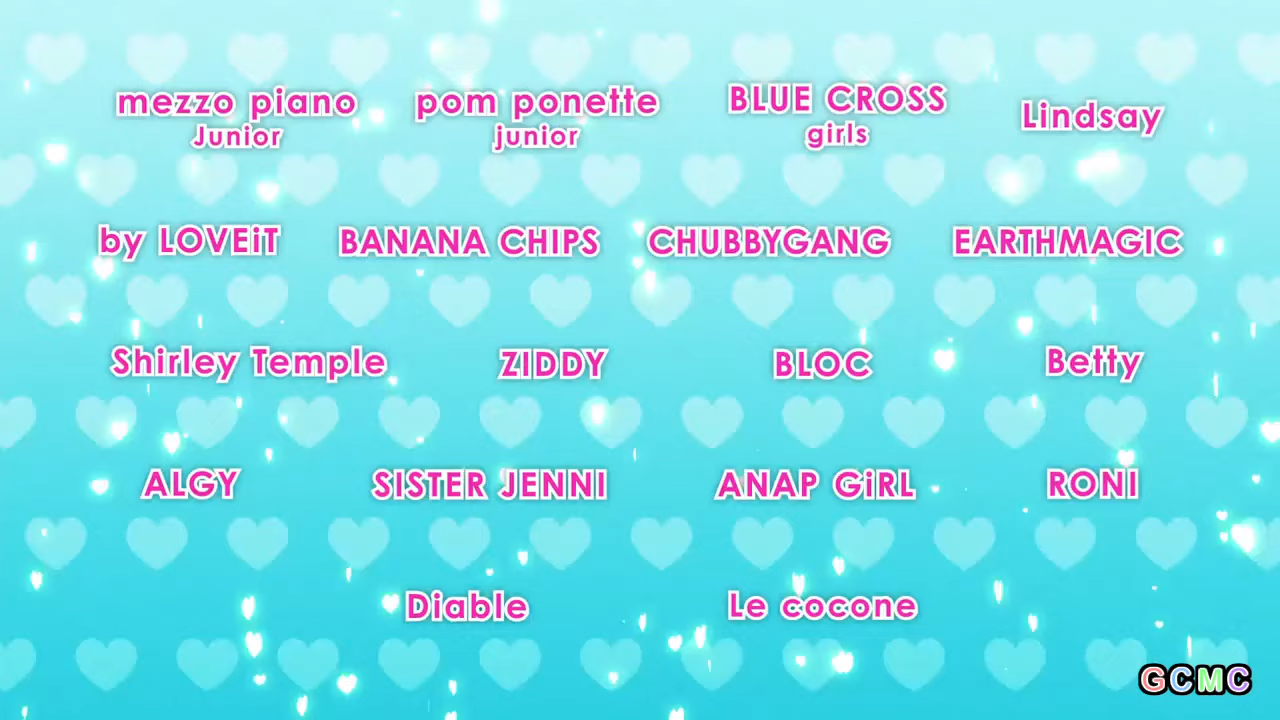 mezzo piano
Junior
pom ponette
junior
BLUE CROSS
girls
Lindsay
by LOVEiT
BANANA CHIPS
CHUBBYGANG
EARTHMAGIC
Shirley Temple
ZIDDY
BLOC
Betty
ALGY
SISTER JENNI
ANAP GiRL
RONI
Diable
Le cocone
GCMC